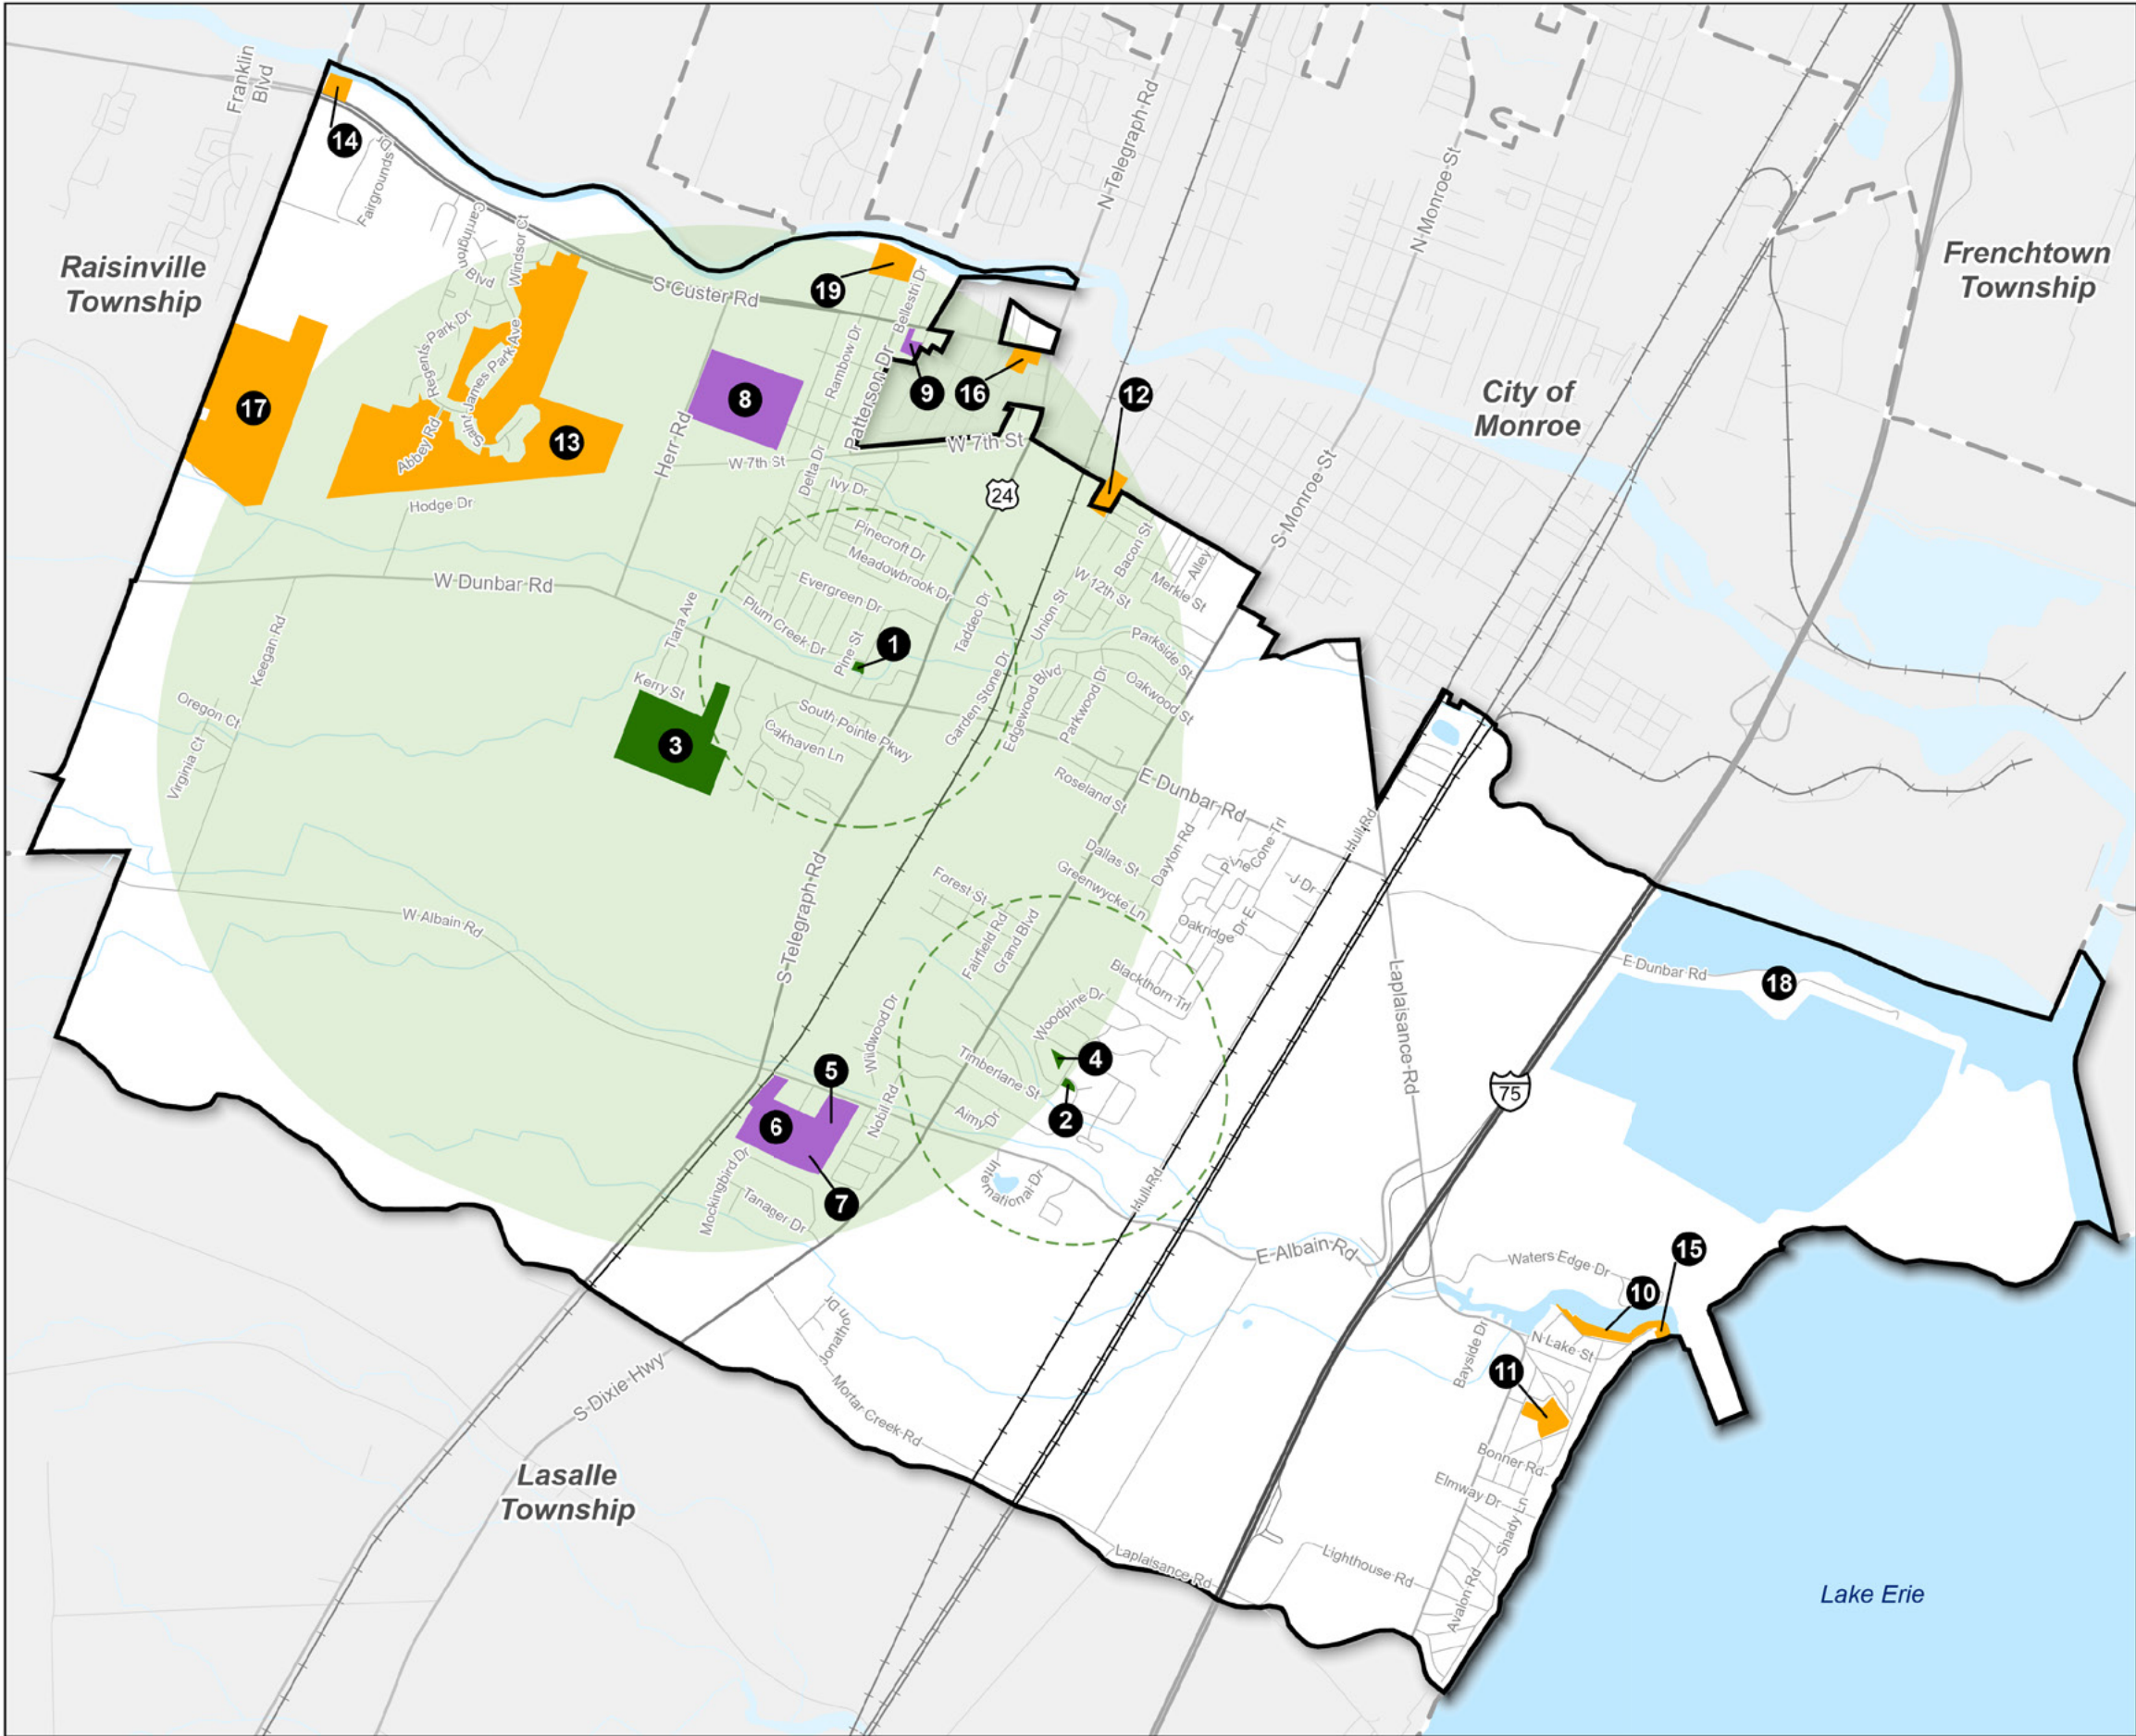 Franklin
Blvd
N-Telegraph-Rd
14
Dr
Fairgrounds
N-Monroe-St
Raisinville
Township
Frenchtown
Township
Carrington
Blvd
Windsor Ct
S Custer Rd
19
Bellestri Dr
Regents Park Dr
Saint James Park Ave
Rambow Dr
Patterson Dr
8
9
16
12
City of
Monroe
17
13
Abbey Rd
Herr Rd
W 7th St
W 7th St
Delta Dr
Ivy Dr
24
S-Monroe-St
Hodge Dr
Pinecroft Dr
Meadowbrook Dr
Bacon St
Alley
W 12th St
Merkle St
W Dunbar Rd
Evergreen Dr
Tiara Ave
Plum Creek Dr
Taddeo Dr
Union St
Keegan Rd
1
Pine St
Parkside St
Garden Stone Dr
Edgewood Blvd
Parkwood Dr
Oakwood St
Kerry St
Oregon Ct
Virginia Ct
3
South Pointe Pkwy
Oakhaven Ln
E Dunbar Rd
Roseland St
Hull-Rd
Pine Cone Trl
Dayton Rd
Dallas St
Greenwycke Ln
J Dr
S-Telegraph-Rd
Forest St
Fairfield Rd
Grand Blvd
Oakridge
Dr E
W Albain Rd
Blackthorn Trl
Laplaisance-Rd
E Dunbar Rd
18
Woodpine Dr
Wildwood Dr
5
4
Timberlane St
75
6
2
Nobil Rd
Aimy Dr
7
Mockingbird Dr
Tanager Dr
International Dr
Hull-Rd
E-Albain-Rd
Waters Edge Dr
15
10
N Lake St
Bayside Dr
Jonathon Dr
11
S-Dixie Hwy
Mortar Creek Rd
Bonner Rd
Elmway Dr
Shady Ln
Lasalle
Township
Laplaisance Rd
Lighthouse Rd
Avalon Rd
Lake Erie